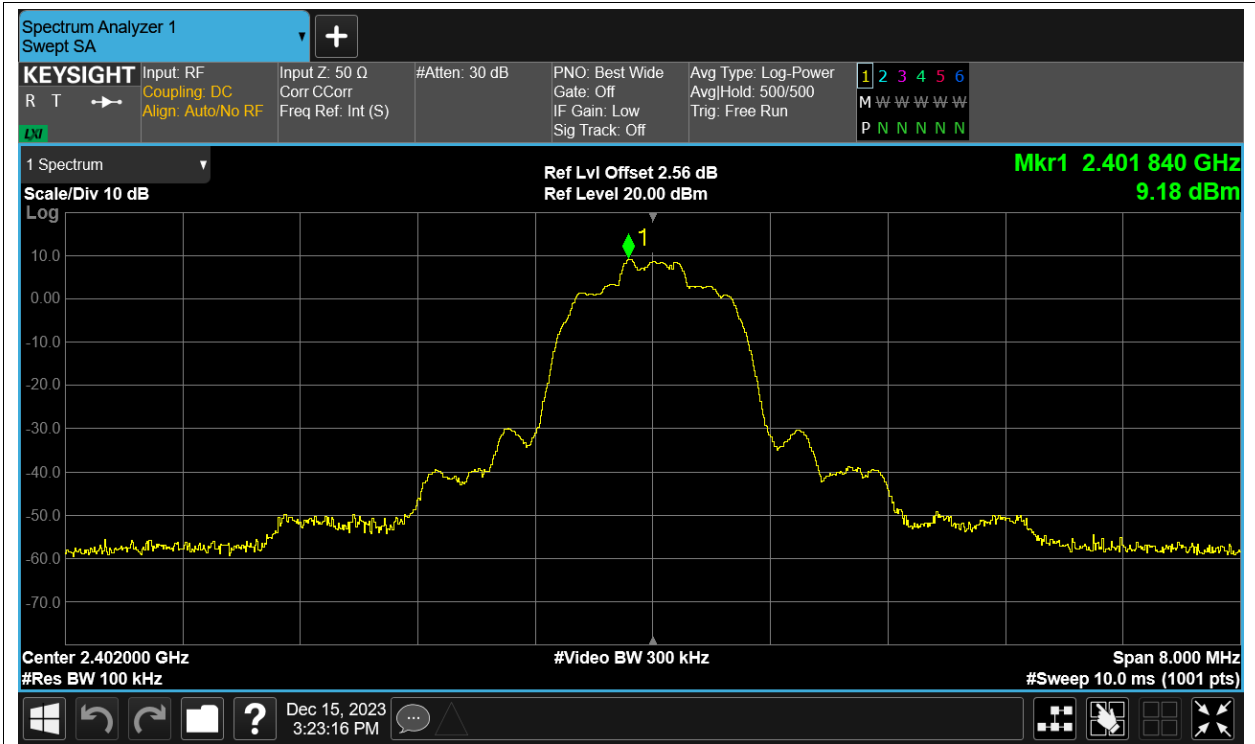 Spectrum Analyzer 1
Swept SA
+
KEYSIGHT
R T
LXI
Input: RF
Coupling: DC
Align: Auto/No RF
Input Z: 50 Ω
Corr CCorr
Freq Ref: Int (S)
#Atten: 30 dB
PNO: Best Wide
Gate: Off
IF Gain: Low
Sig Track: Off
Avg Type: Log-Power
Avg|Hold: 500/500
Trig: Free Run
1 2 3 4 5 6
M W W W W W
P N N N N N
1 Spectrum
Scale/Div 10 dB
Log
Ref Lvl Offset 2.56 dB
Ref Level 20.00 dBm
Mkr1 2.401 840 GHz
9.18 dBm
1
10.0
0.00
-10.0
-20.0
-30.0
-40.0
-50.0
-60.0
-70.0
Center 2.402000 GHz
#Res BW 100 kHz
#Video BW 300 kHz
Span 8.000 MHz
#Sweep 10.0 ms (1001 pts)
?
Dec 15, 2023
3:23:16 PM